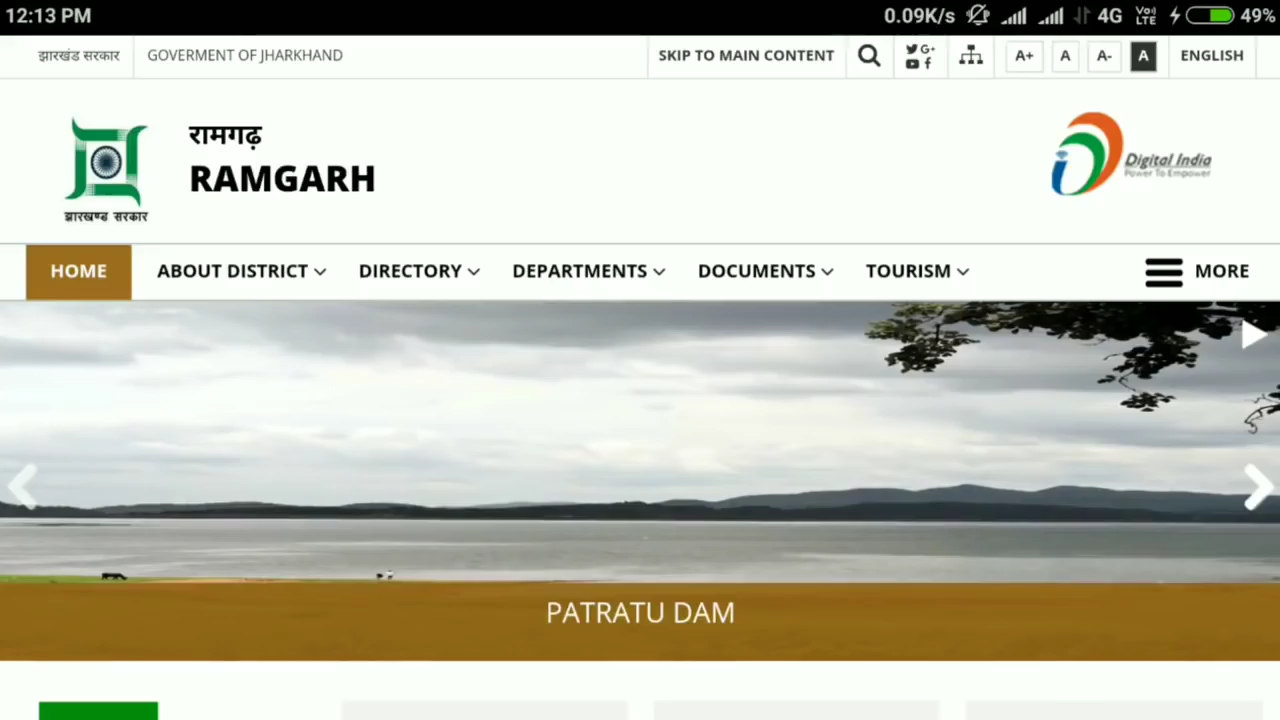 12:13 PM 0.09K/s 4G VoLTE 49%
झारखंड सरकार GOVERMENT OF JHARKHAND SKIP TO MAIN CONTENT A+ A A- A ENGLISH
रामगढ़
RAMGARH
झारखण्ड सरकार
Digital India
Power To Empower
HOME ABOUT DISTRICT DIRECTORY DEPARTMENTS DOCUMENTS TOURISM MORE
PATRATU DAM